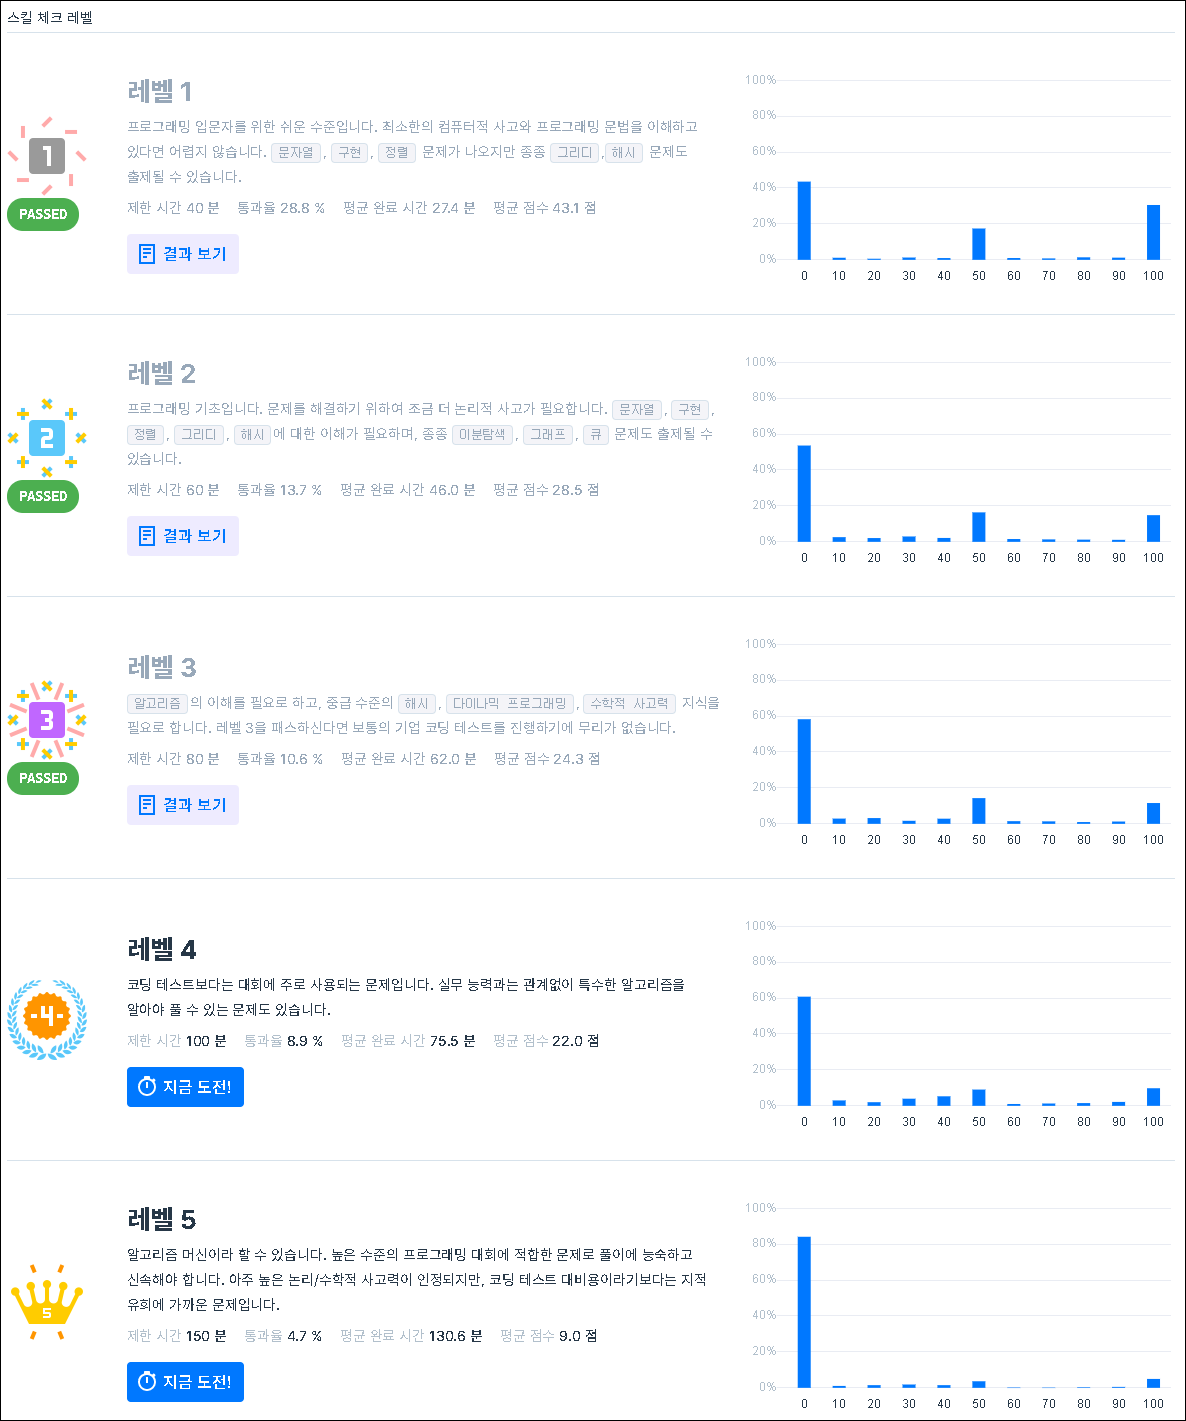 스킬 체크 레벨
레벨 1
1
프로그래밍 입문자를 위한 쉬운 수준입니다. 최소한의 컴퓨터적 사고와 프로그래밍 문법을 이해하고
있다면 어렵지 않습니다. 문자열, 구현, 정렬 문제가 나오지만 종종 그리디, 해시 문제도
출제될 수 있습니다.
PASSED
제한 시간 40 분 통과율 28.8 % 평균 완료 시간 27.4 분 평균 점수 43.1 점
결과 보기
100%
80%
60%
40%
20%
0%
0 10 20 30 40 50 60 70 80 90 100
레벨 2
2
프로그래밍 기초입니다. 문제를 해결하기 위하여 조금 더 논리적 사고가 필요합니다. 문자열, 구현,
정렬, 그리디, 해시에 대한 이해가 필요하며, 종종 이분탐색, 그래프, 큐 문제도 출제될 수
있습니다.
PASSED
제한 시간 60 분 통과율 13.7 % 평균 완료 시간 46.0 분 평균 점수 28.5 점
결과 보기
100%
80%
60%
40%
20%
0%
0 10 20 30 40 50 60 70 80 90 100
레벨 3
3
알고리즘의 이해를 필요로 하고, 중급 수준의 해시, 다이나믹 프로그래밍, 수학적 사고력 지식을
필요로 합니다. 레벨 3을 패스하신다면 보통의 기업 코딩 테스트를 진행하기에 무리가 없습니다.
PASSED
제한 시간 80 분 통과율 10.6 % 평균 완료 시간 62.0 분 평균 점수 24.3 점
결과 보기
100%
80%
60%
40%
20%
0%
0 10 20 30 40 50 60 70 80 90 100
레벨 4
-4-
코딩 테스트보다는 대회에 주로 사용되는 문제입니다. 실무 능력과는 관계없이 특수한 알고리즘을
알아야 풀 수 있는 문제도 있습니다.
제한 시간 100 분 통과율 8.9 % 평균 완료 시간 75.5 분 평균 점수 22.0 점
지금 도전!
100%
80%
60%
40%
20%
0%
0 10 20 30 40 50 60 70 80 90 100
레벨 5
5
알고리즘 머신이라 할 수 있습니다. 높은 수준의 프로그래밍 대회에 적합한 문제로 풀이에 능숙하고
신속해야 합니다. 아주 높은 논리/수학적 사고력이 인정되지만, 코딩 테스트 대비용이라기보다는 지적
유희에 가까운 문제입니다.
제한 시간 150 분 통과율 4.7 % 평균 완료 시간 130.6 분 평균 점수 9.0 점
지금 도전!
100%
80%
60%
40%
20%
0%
0 10 20 30 40 50 60 70 80 90 100